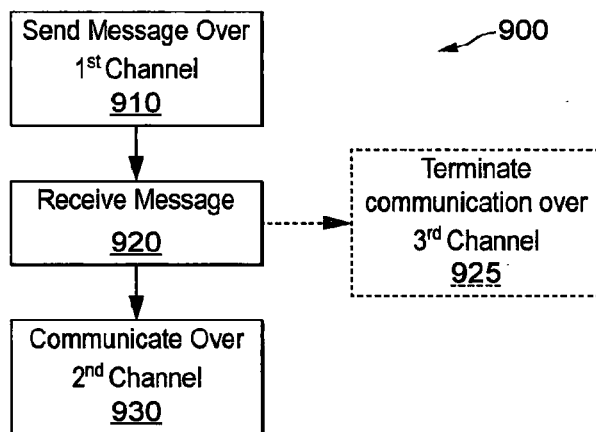 Send Message Over
1st Channel
910
900
Receive Message
920
Terminate
communication over
3rd Channel
925
Communicate Over
2nd Channel
930